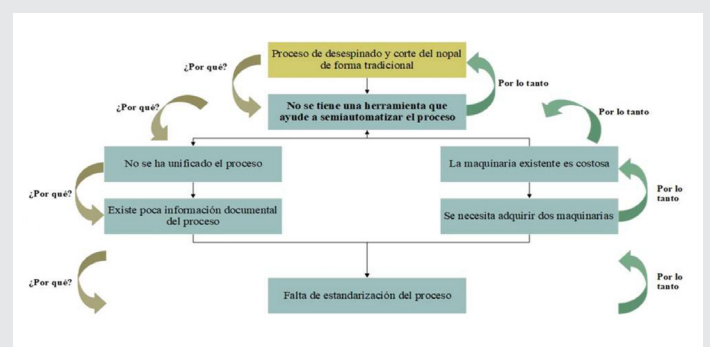 Proceso de desespinado y corte del nopal
de forma tradicional
¿Por qué?
Por lo tanto
No se tiene una herramienta que
ayude a semiautomatizar el proceso
¿Por qué?
Por lo tanto
No se ha unificado el proceso
La maquinaria existente es costosa
¿Por qué?
Por lo
tanto
Existe poca información documental
del proceso
Se necesita adquirir dos maquinarias
¿Por qué?
Por lo
tanto
Falta de estandarización del proceso